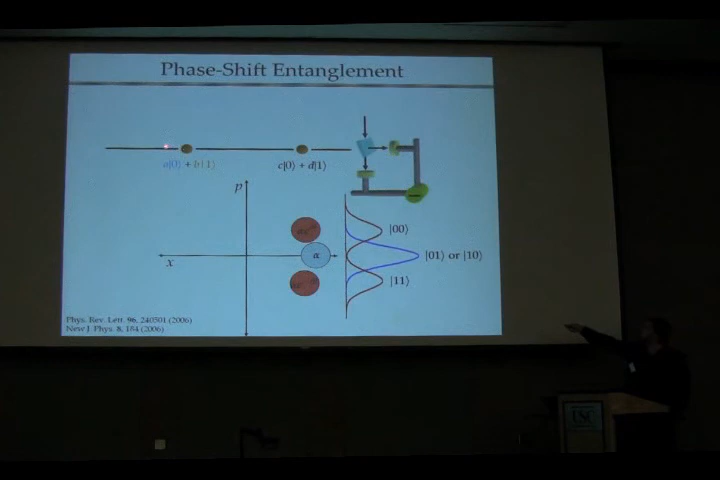 Phase-Shift Entanglement
a|0⟩ + b|1⟩
c|0⟩ + d|1⟩
p
|00⟩
α
|01⟩ or |10⟩
x
|11⟩
Phys. Rev. Lett. 96, 240501 (2006)
New J. Phys. 8, 184 (2006)
USC